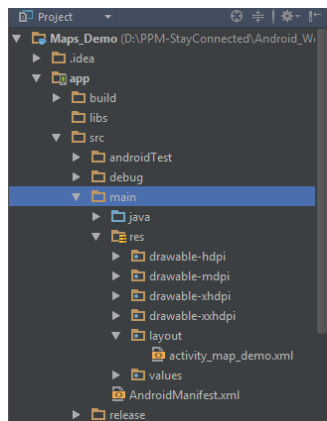 Project
Maps_Demo (D:\PPM-StayConnected\Android_W
.idea
app
build
libs
src
androidTest
debug
main
java
res
drawable-hdpi
drawable-mdpi
drawable-xhdpi
drawable-xxhdpi
layout
activity_map_demo.xml
values
AndroidManifest.xml
release